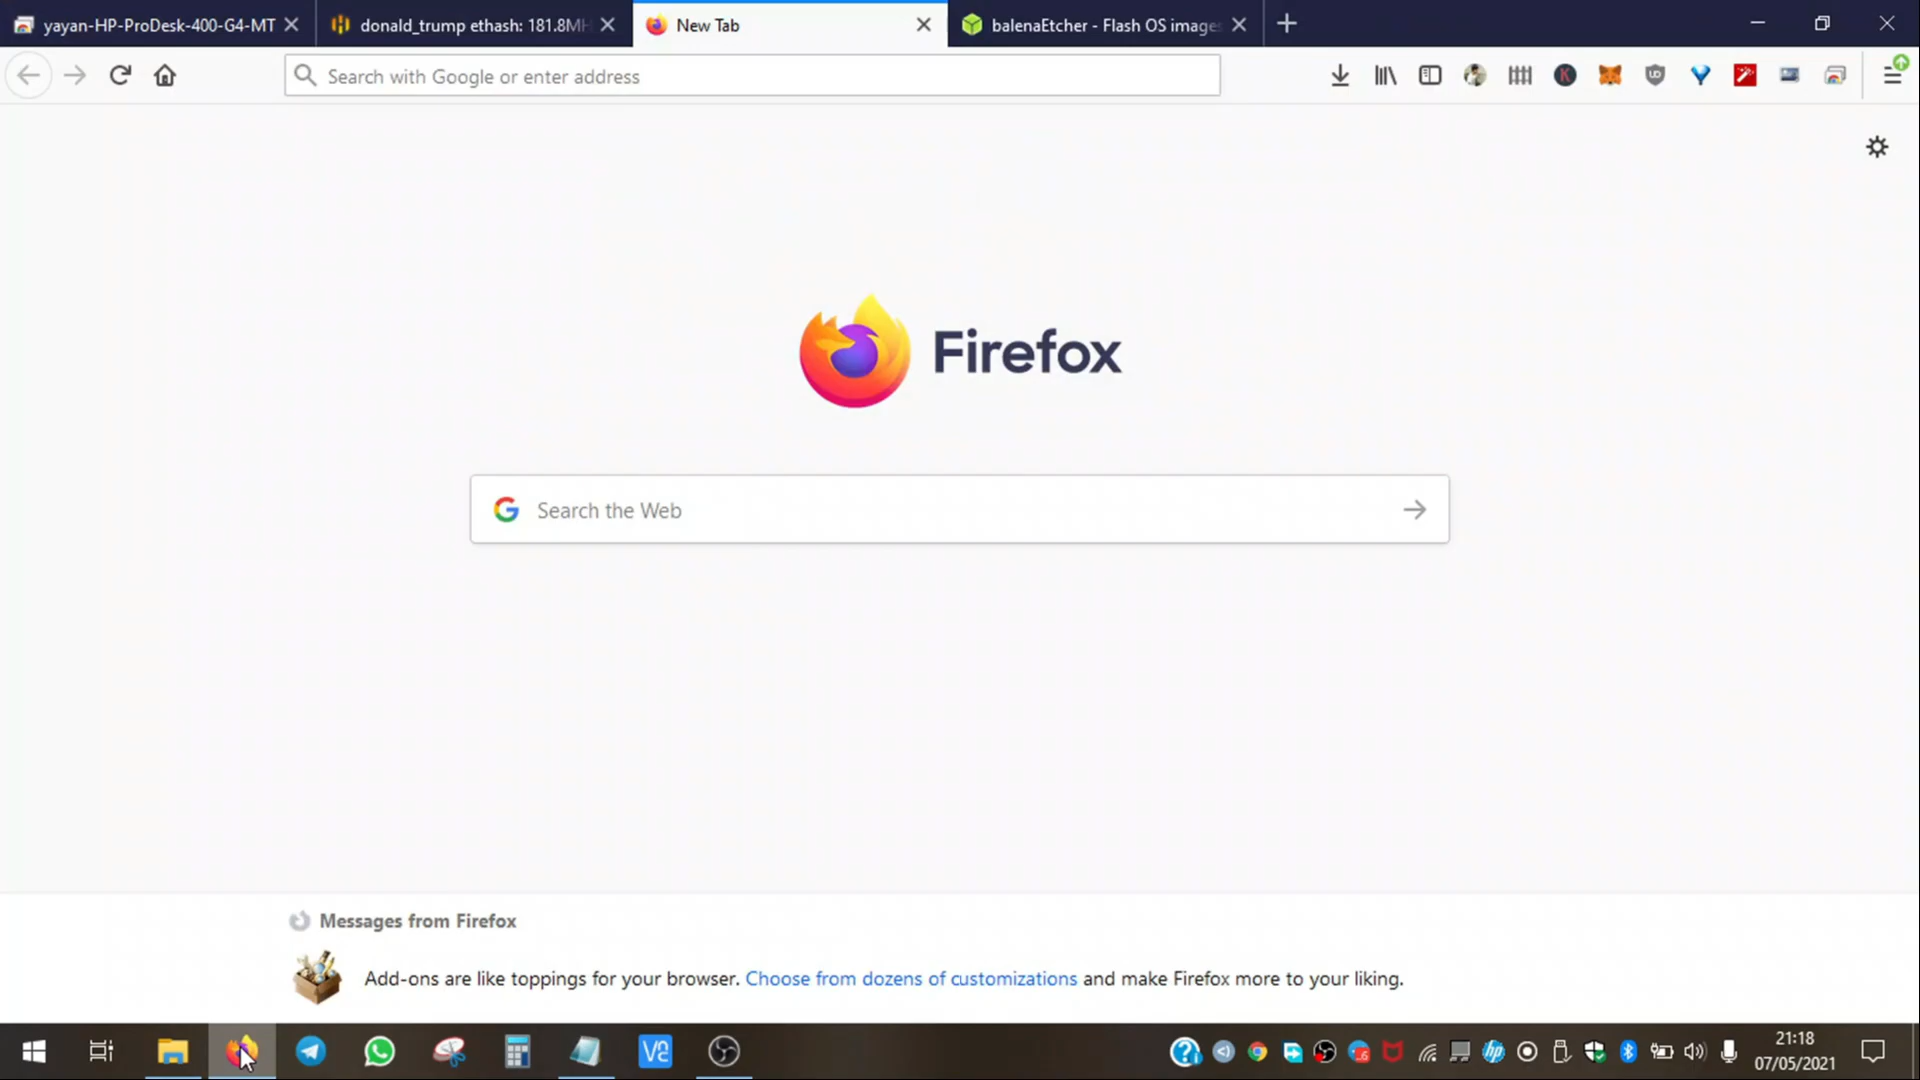 yayan-HP-ProDesk-400-G4-MT
donald_trump ethash: 181.8MH
New Tab
balenaEtcher - Flash OS images
Search with Google or enter address
Firefox
Search the Web
Messages from Firefox
Add-ons are like toppings for your browser. Choose from dozens of customizations and make Firefox more to your liking.
21:18
07/05/2021